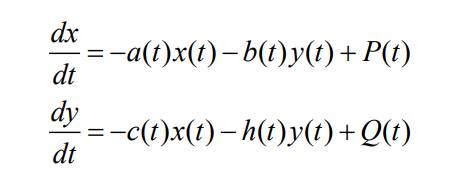 dx/dt = −a(t)x(t) − b(t)y(t) + P(t)
dy/dt = −c(t)x(t) − h(t)y(t) + Q(t)